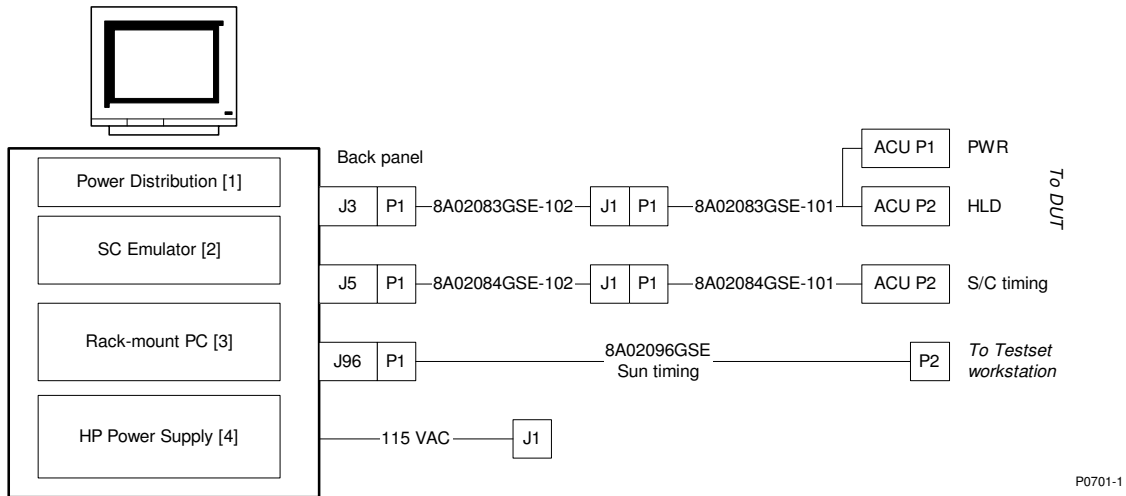 Back panel
Power Distribution [1]
SC Emulator [2]
Rack-mount PC [3]
HP Power Supply [4]
J3 P1 8A02083GSE-102 J1 P1 8A02083GSE-101
ACU P1 PWR
ACU P2 HLD
To DUT
J5 P1 8A02084GSE-102 J1 P1 8A02084GSE-101 ACU P2 S/C timing
J96 P1 8A02096GSE
Sun timing
P2 To Testset
workstation
115 VAC J1
P0701-1